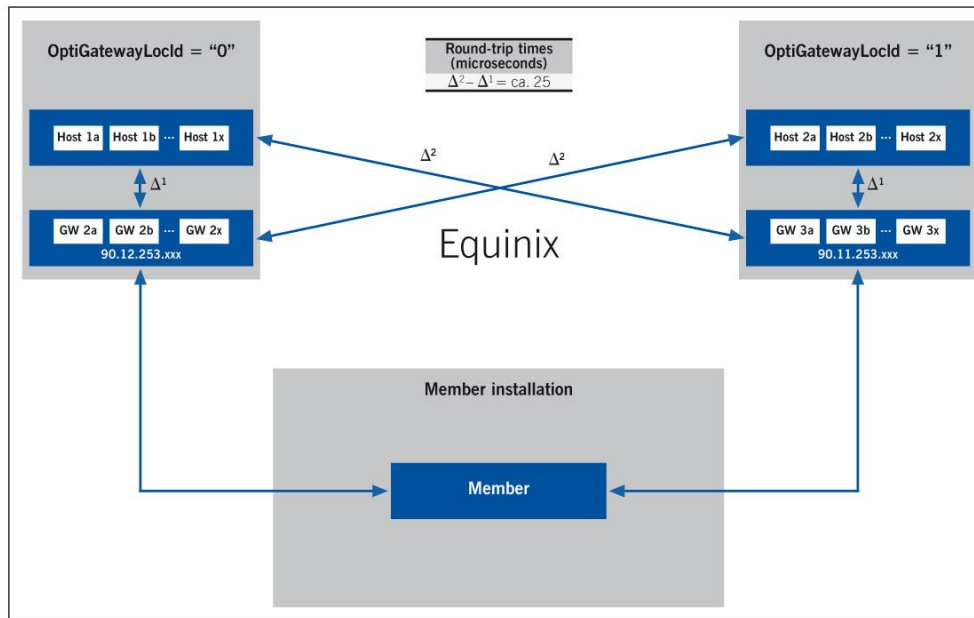 OptiGatewayLocId = “0”
Host 1a Host 1b ··· Host 1x
Δ¹
GW 2a GW 2b ··· GW 2x
90.12.253.xxx
Round-trip times
(microseconds)
Δ² – Δ¹ = ca. 25
Δ²
Δ²
Equinix
OptiGatewayLocId = “1”
Host 2a Host 2b ··· Host 2x
Δ¹
GW 3a GW 3b ··· GW 3x
90.11.253.xxx
Member installation
Member